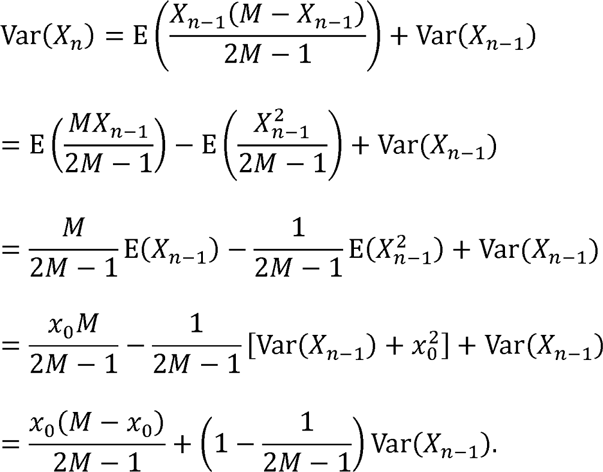 Var(Xₙ) = E(Xₙ₋₁(M − Xₙ₋₁)/(2M − 1)) + Var(Xₙ₋₁)
= E(MXₙ₋₁/(2M − 1)) − E(X²ₙ₋₁/(2M − 1)) + Var(Xₙ₋₁)
= M/(2M − 1) E(Xₙ₋₁) − 1/(2M − 1) E(X²ₙ₋₁) + Var(Xₙ₋₁)
= x₀M/(2M − 1) − 1/(2M − 1) [Var(Xₙ₋₁) + x₀²] + Var(Xₙ₋₁)
= x₀(M − x₀)/(2M − 1) + (1 − 1/(2M − 1)) Var(Xₙ₋₁).